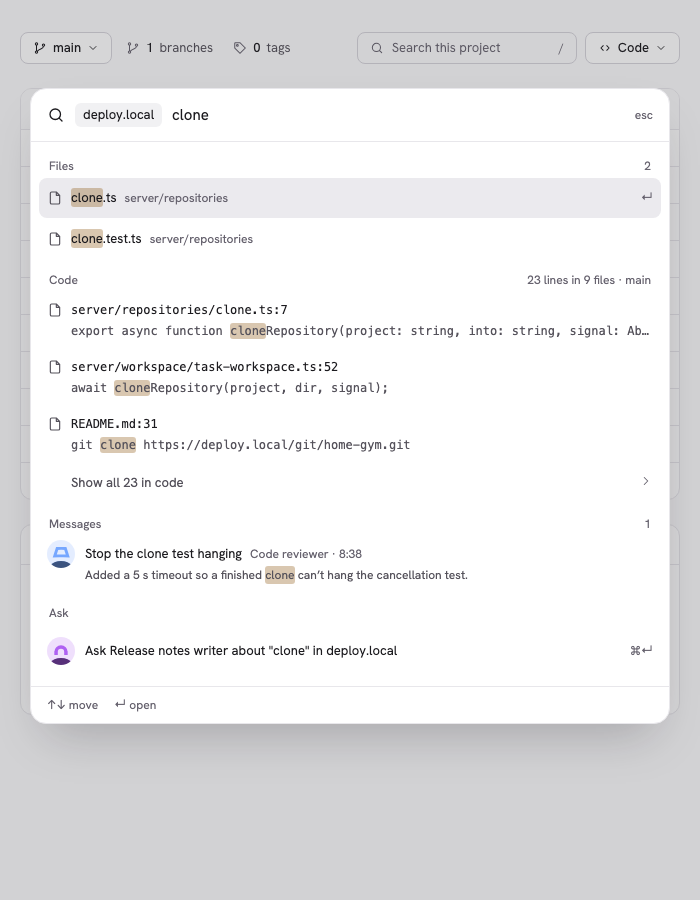 main 1 branches 0 tags Search this project / Code
deploy.local clone esc
Files 2
clone.ts server/repositories
clone.test.ts server/repositories
Code 23 lines in 9 files · main
server/repositories/clone.ts:7
export async function cloneRepository(project: string, into: string, signal: Ab…
server/workspace/task-workspace.ts:52
await cloneRepository(project, dir, signal);
README.md:31
git clone https://deploy.local/git/home-gym.git
Show all 23 in code
Messages 1
Stop the clone test hanging Code reviewer · 8:38
Added a 5 s timeout so a finished clone can’t hang the cancellation test.
Ask
Ask Release notes writer about "clone" in deploy.local ⌘↵
↑↓ move ↵ open